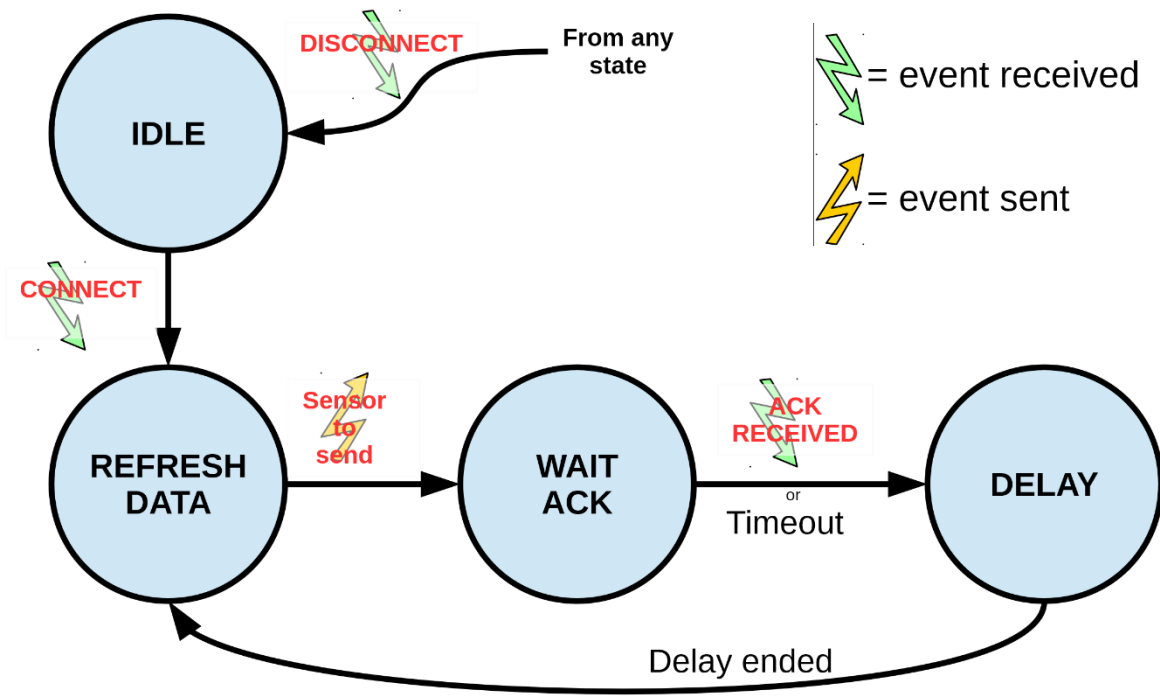 DISCONNECT
From any
state
= event received
IDLE
= event sent
CONNECT
Sensor
to
send
ACK
RECEIVED
REFRESH
DATA
WAIT
ACK
or
Timeout
DELAY
Delay ended